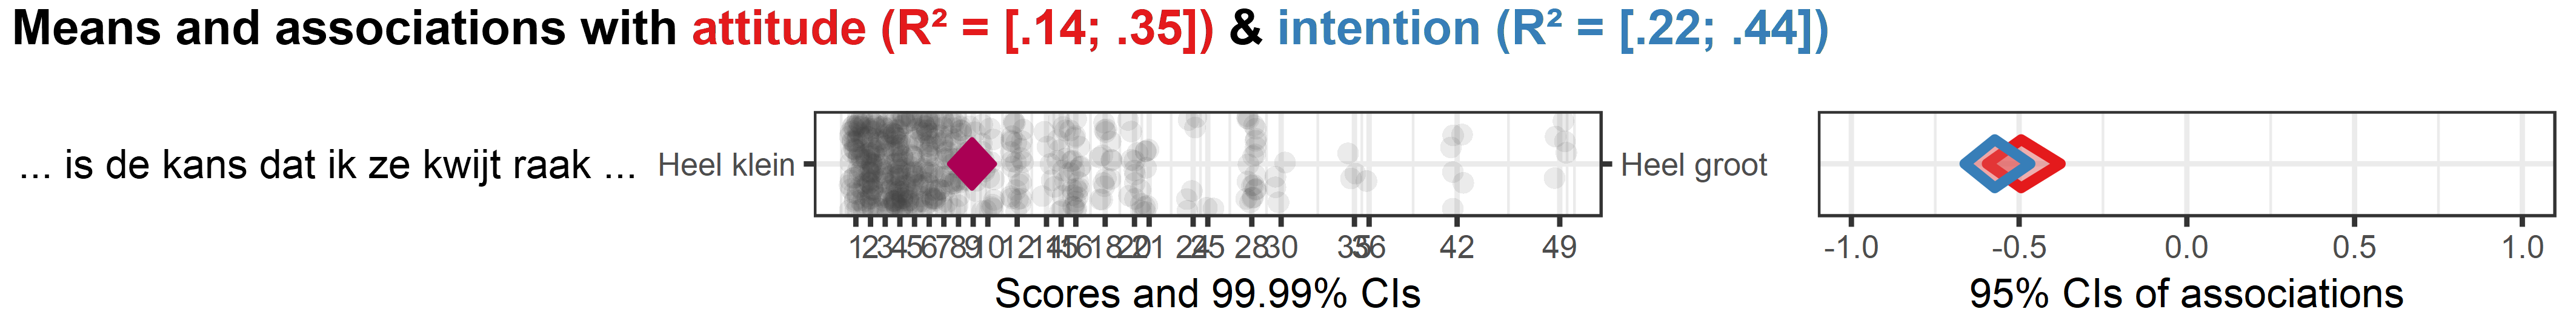 Means and associations with attitude (R² = [.14; .35]) & intention (R² = [.22; .44])
... is de kans dat ik ze kwijt raak ... Heel klein Heel groot
1 2 3 4 5 6 7 8 9 10 12 14 15 16 18 20 21 24 25 28 30 35 36 42 49
-1.0 -0.5 0.0 0.5 1.0
Scores and 99.99% CIs
95% CIs of associations